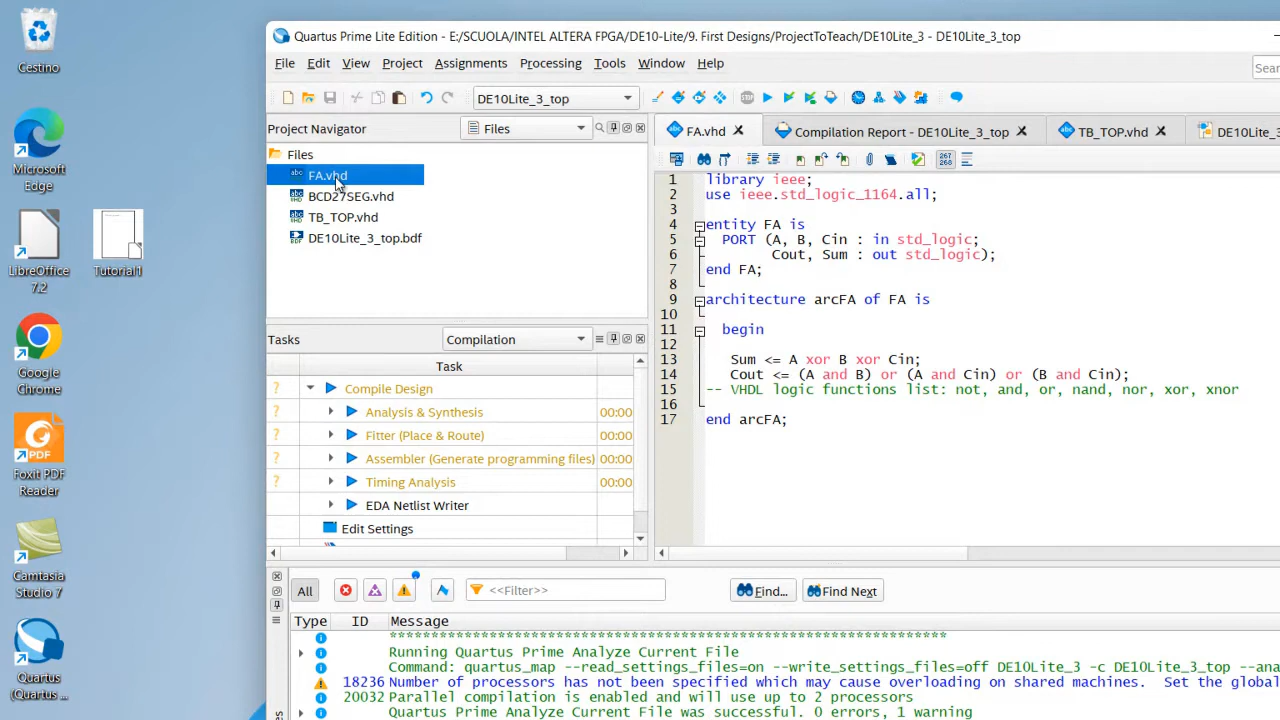 Cestino
Microsoft
Edge
LibreOffice
7.2
Tutorial1
Google
Chrome
Foxit PDF
Reader
Camtasia
Studio 7
Quartus
(Quartus ...
Quartus Prime Lite Edition - E:/SCUOLA/INTEL ALTERA FPGA/DE10-Lite/9. First Designs/ProjectToTeach/DE10Lite_3 - DE10Lite_3_top
File Edit View Project Assignments Processing Tools Window Help
Sear
DE10Lite_3_top
Project Navigator Files
Files
FA.vhd
BCD27SEG.vhd
TB_TOP.vhd
DE10Lite_3_top.bdf
Tasks Compilation
Task
Compile Design
Analysis & Synthesis 00:00
Fitter (Place & Route) 00:00
Assembler (Generate programming files) 00:00
Timing Analysis 00:00
EDA Netlist Writer
Edit Settings
FA.vhd Compilation Report - DE10Lite_3_top TB_TOP.vhd DE10Lite_
267
268
1 library ieee;
2 use ieee.std_logic_1164.all;
3
4 entity FA is
5 PORT (A, B, Cin : in std_logic;
6 Cout, Sum : out std_logic);
7 end FA;
8
9 architecture arcFA of FA is
10
11 begin
12
13 Sum <= A xor B xor Cin;
14 Cout <= (A and B) or (A and Cin) or (B and Cin);
15 -- VHDL logic functions list: not, and, or, nand, nor, xor, xnor
16
17 end arcFA;
All <<Filter>> Find... Find Next
Type ID Message
*******************************************************************
Running Quartus Prime Analyze Current File
Command: quartus_map --read_settings_files=on --write_settings_files=off DE10Lite_3 -c DE10Lite_3_top --ana
18236 Number of processors has not been specified which may cause overloading on shared machines. Set the global
20032 Parallel compilation is enabled and will use up to 2 processors
Quartus Prime Analyze Current File was successful. 0 errors, 1 warning